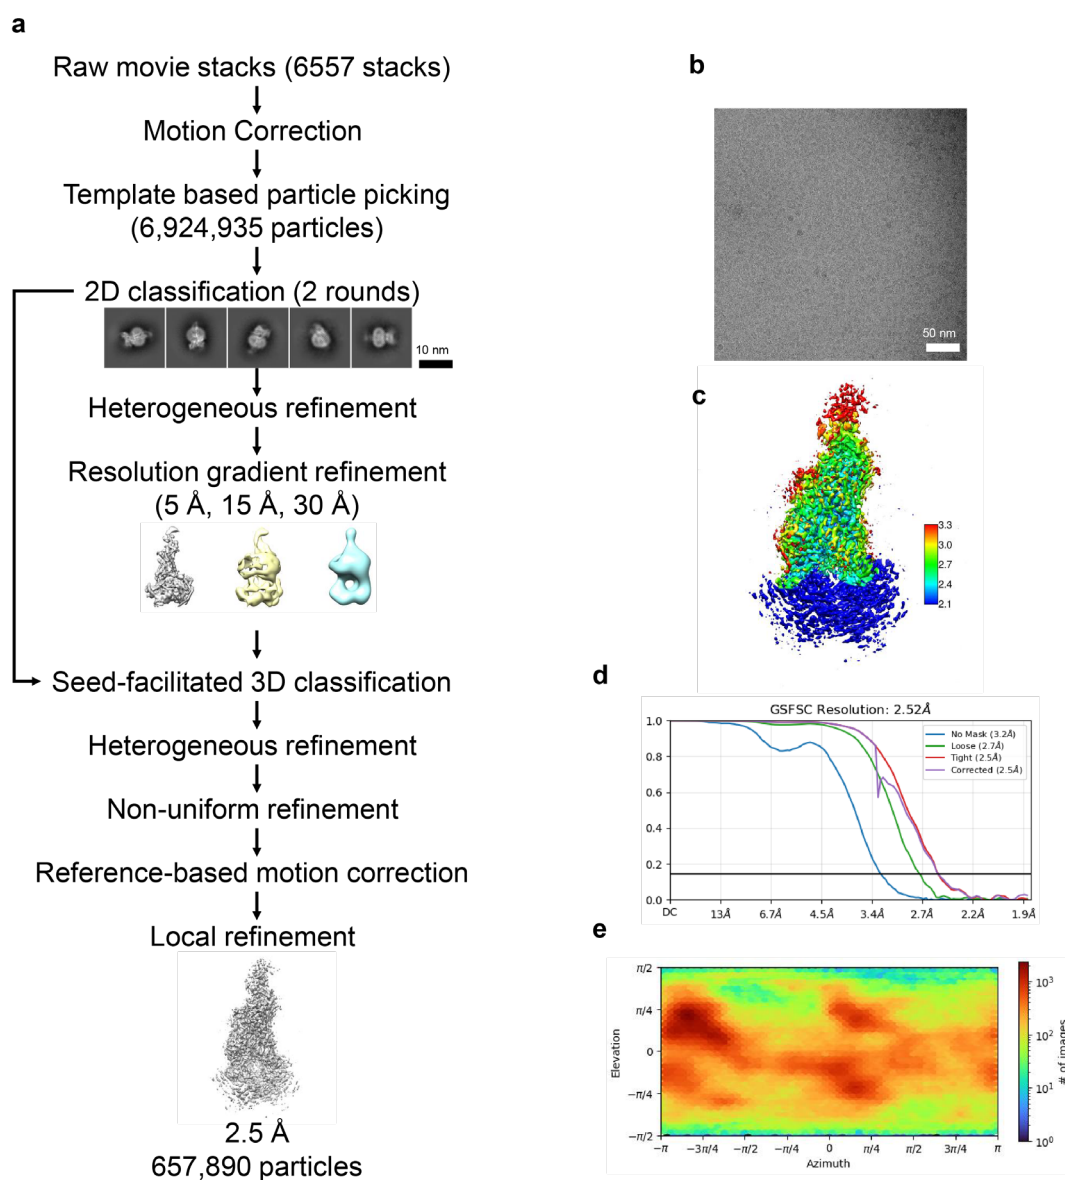 a
Raw movie stacks (6557 stacks)
Motion Correction
Template based particle picking
(6,924,935 particles)
2D classification (2 rounds)
10 nm
Heterogeneous refinement
Resolution gradient refinement
(5 Å, 15 Å, 30 Å)
Seed-facilitated 3D classification
Heterogeneous refinement
Non-uniform refinement
Reference-based motion correction
Local refinement
2.5 Å
657,890 particles
b
50 nm
c
3.3
3.0
2.7
2.4
2.1
d
GSFSC Resolution: 2.52Å
1.0
0.8
0.6
0.4
0.2
0.0
No Mask (3.2Å)
Loose (2.7Å)
Tight (2.5Å)
Corrected (2.5Å)
DC 13Å 6.7Å 4.5Å 3.4Å 2.7Å 2.2Å 1.9Å
e
Elevation
π/2
π/4
0
−π/4
−π/2
−π −3π/4 −π/2 −π/4 0 π/4 π/2 3π/4 π
Azimuth
10³
10²
10¹
10⁰
# of images